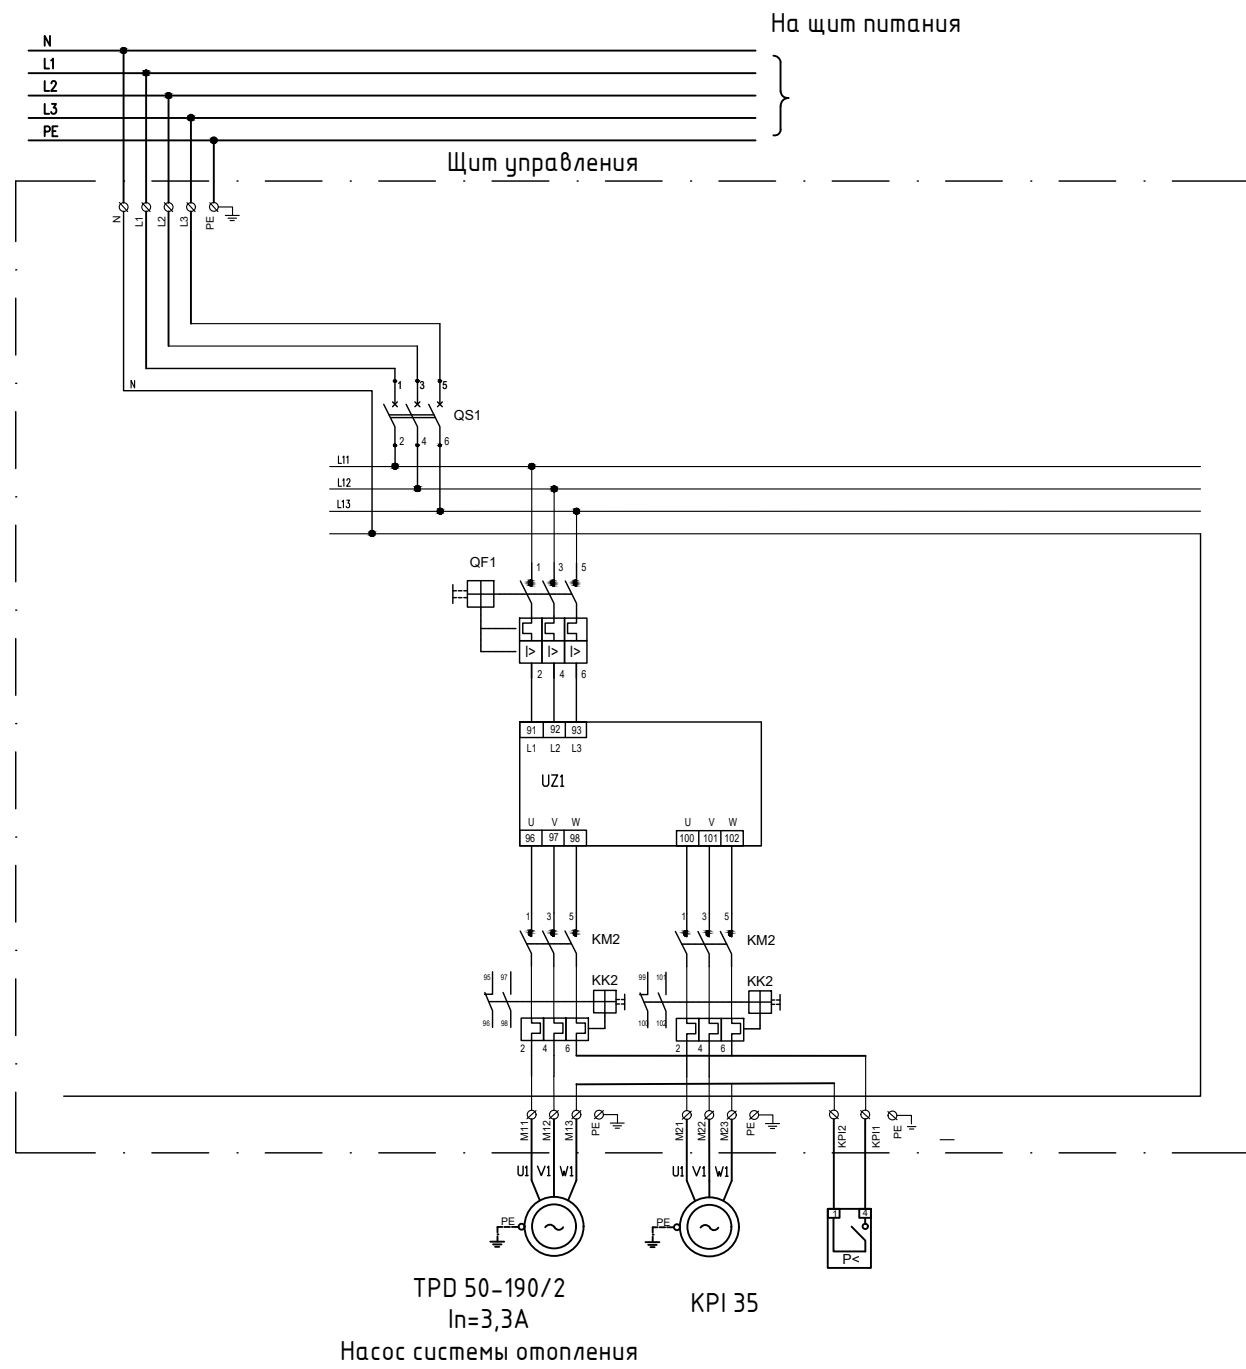 На щит питания
N
L1
L2
L3
PE
Щит управления
N L1 L2 L3 PE
N
1 3 5
QS1
2 4 6
L11
L12
L13
QF1
1 3 5
I> I> I>
2 4 6
91 92 93
L1 L2 L3
UZ1
U V W U V W
96 97 98 100 101 102
1 3 5 KM2 1 3 5 KM2
95 97 KK2 99 101 KK2
96 98 100 102
2 4 6 2 4 6
M11 M12 M13 PE M21 M22 M23 PE KPI2 KPI1 PE
U1 V1 W1 U1 V1 W1
PE PE 1 4
P<
TPD 50-190/2
In=3,3A
KPI 35
Насос системы отопления